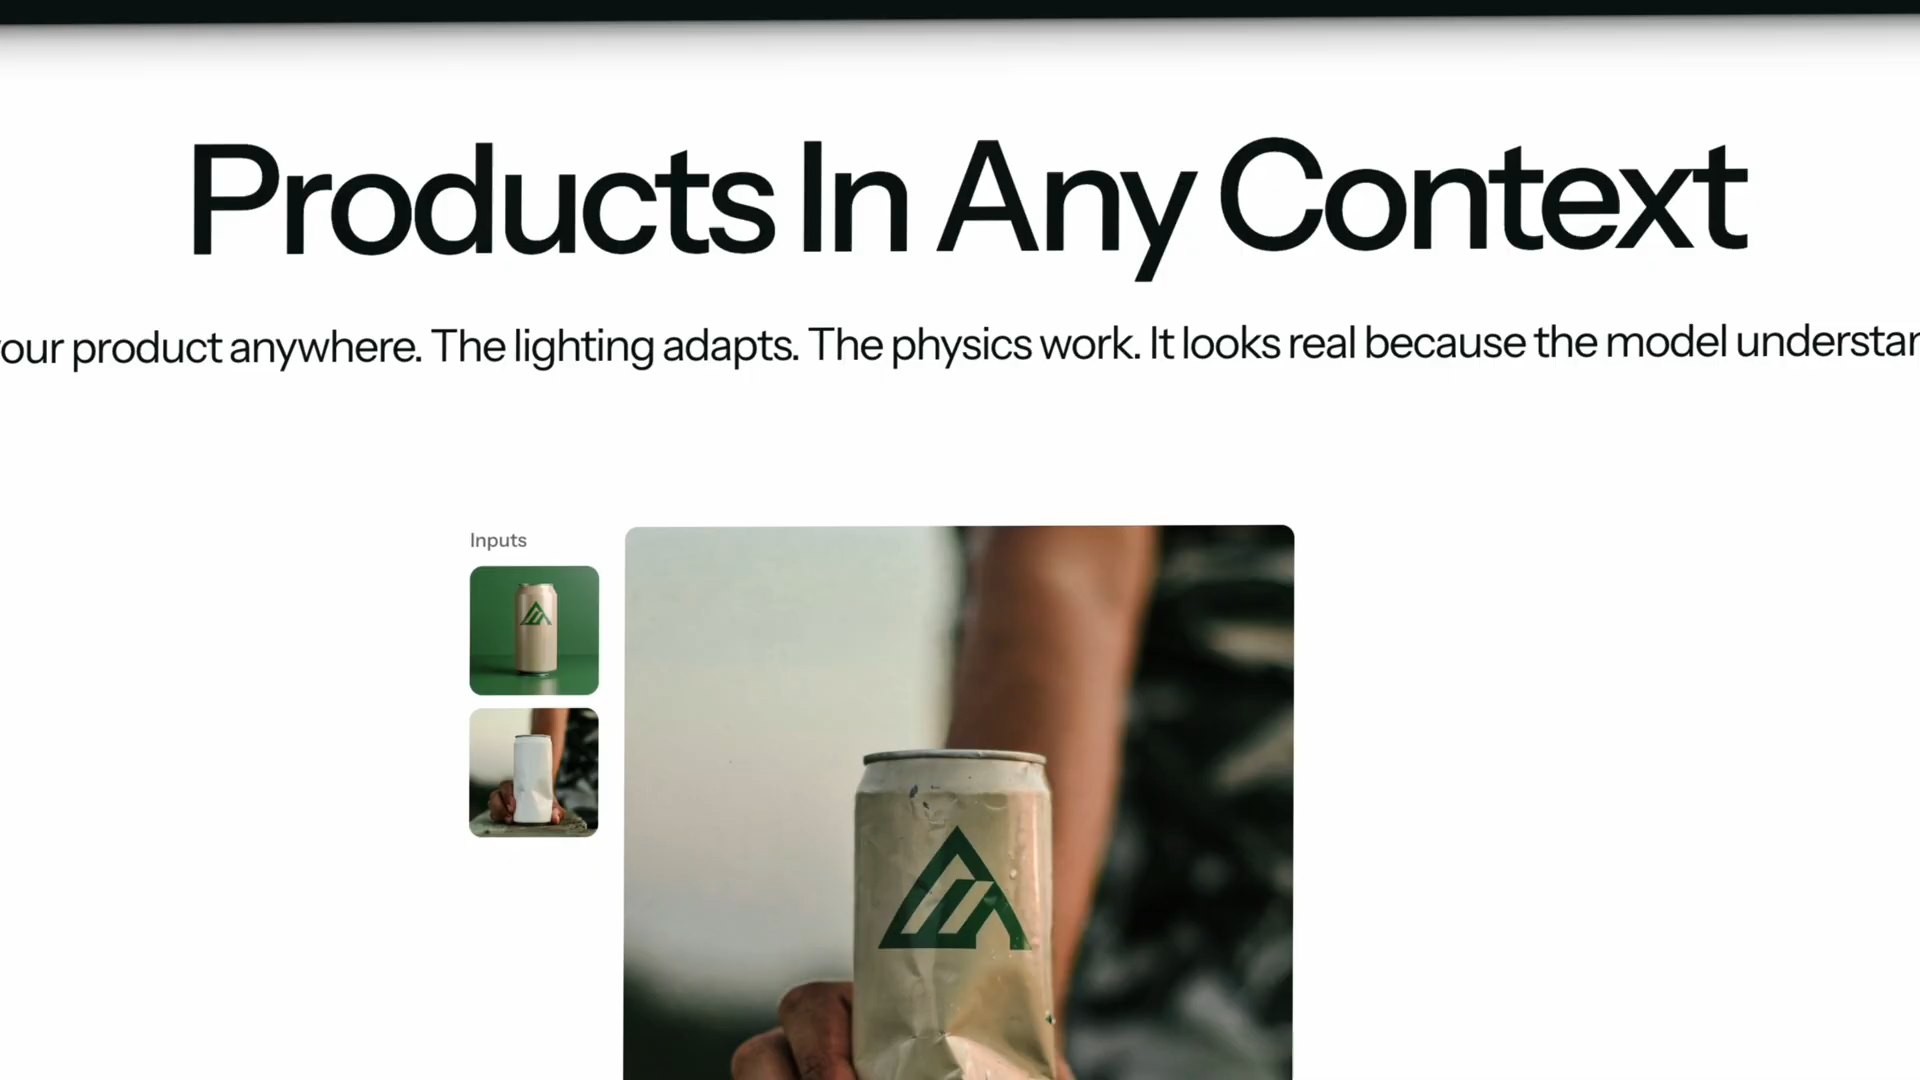 Products In Any Context
our product anywhere. The lighting adapts. The physics work. It looks real because the model
Inputs